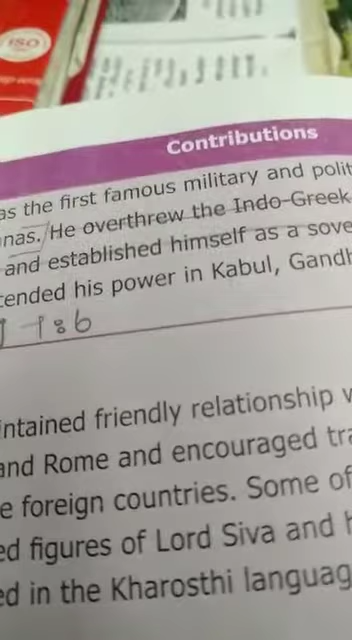 ISO
Contributions
as the first famous military and polit
nas. He overthrew the Indo-Greek
and established himself as a sove
tended his power in Kabul, Gandh
186
intained friendly relationship
and Rome and encouraged tra
e foreign countries. Some of
ed figures of Lord Siva and
ed in the Kharosthi languag